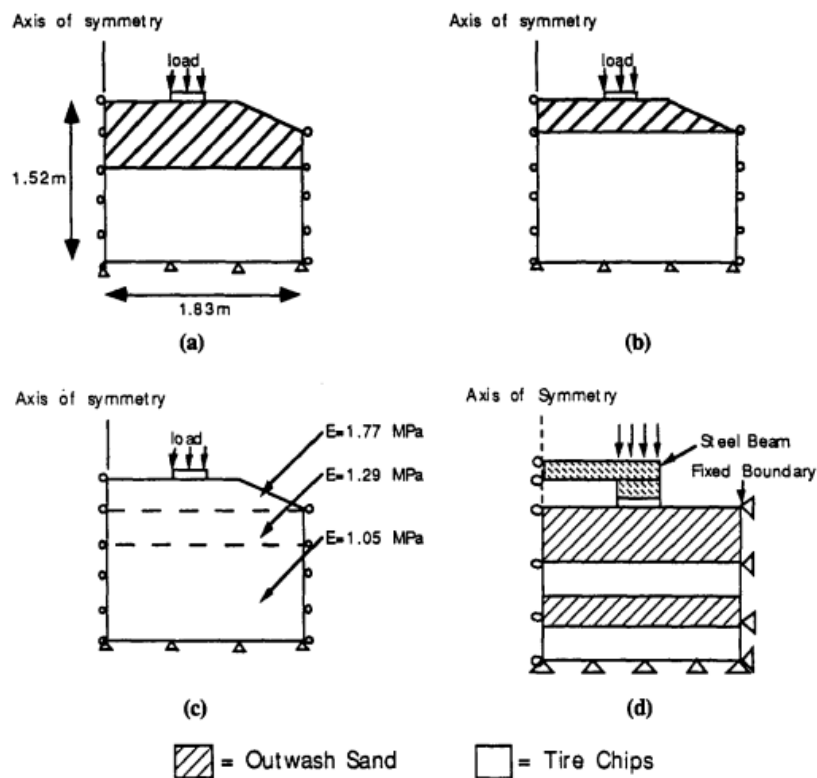 Axis of symmetry
load
1.52m
1.83m
(a)
Axis of symmetry
load
(b)
Axis of symmetry
load
E=1.77 MPa
E=1.29 MPa
E=1.05 MPa
(c)
Axis of Symmetry
Steel Beam
Fixed Boundary
(d)
= Outwash Sand
= Tire Chips